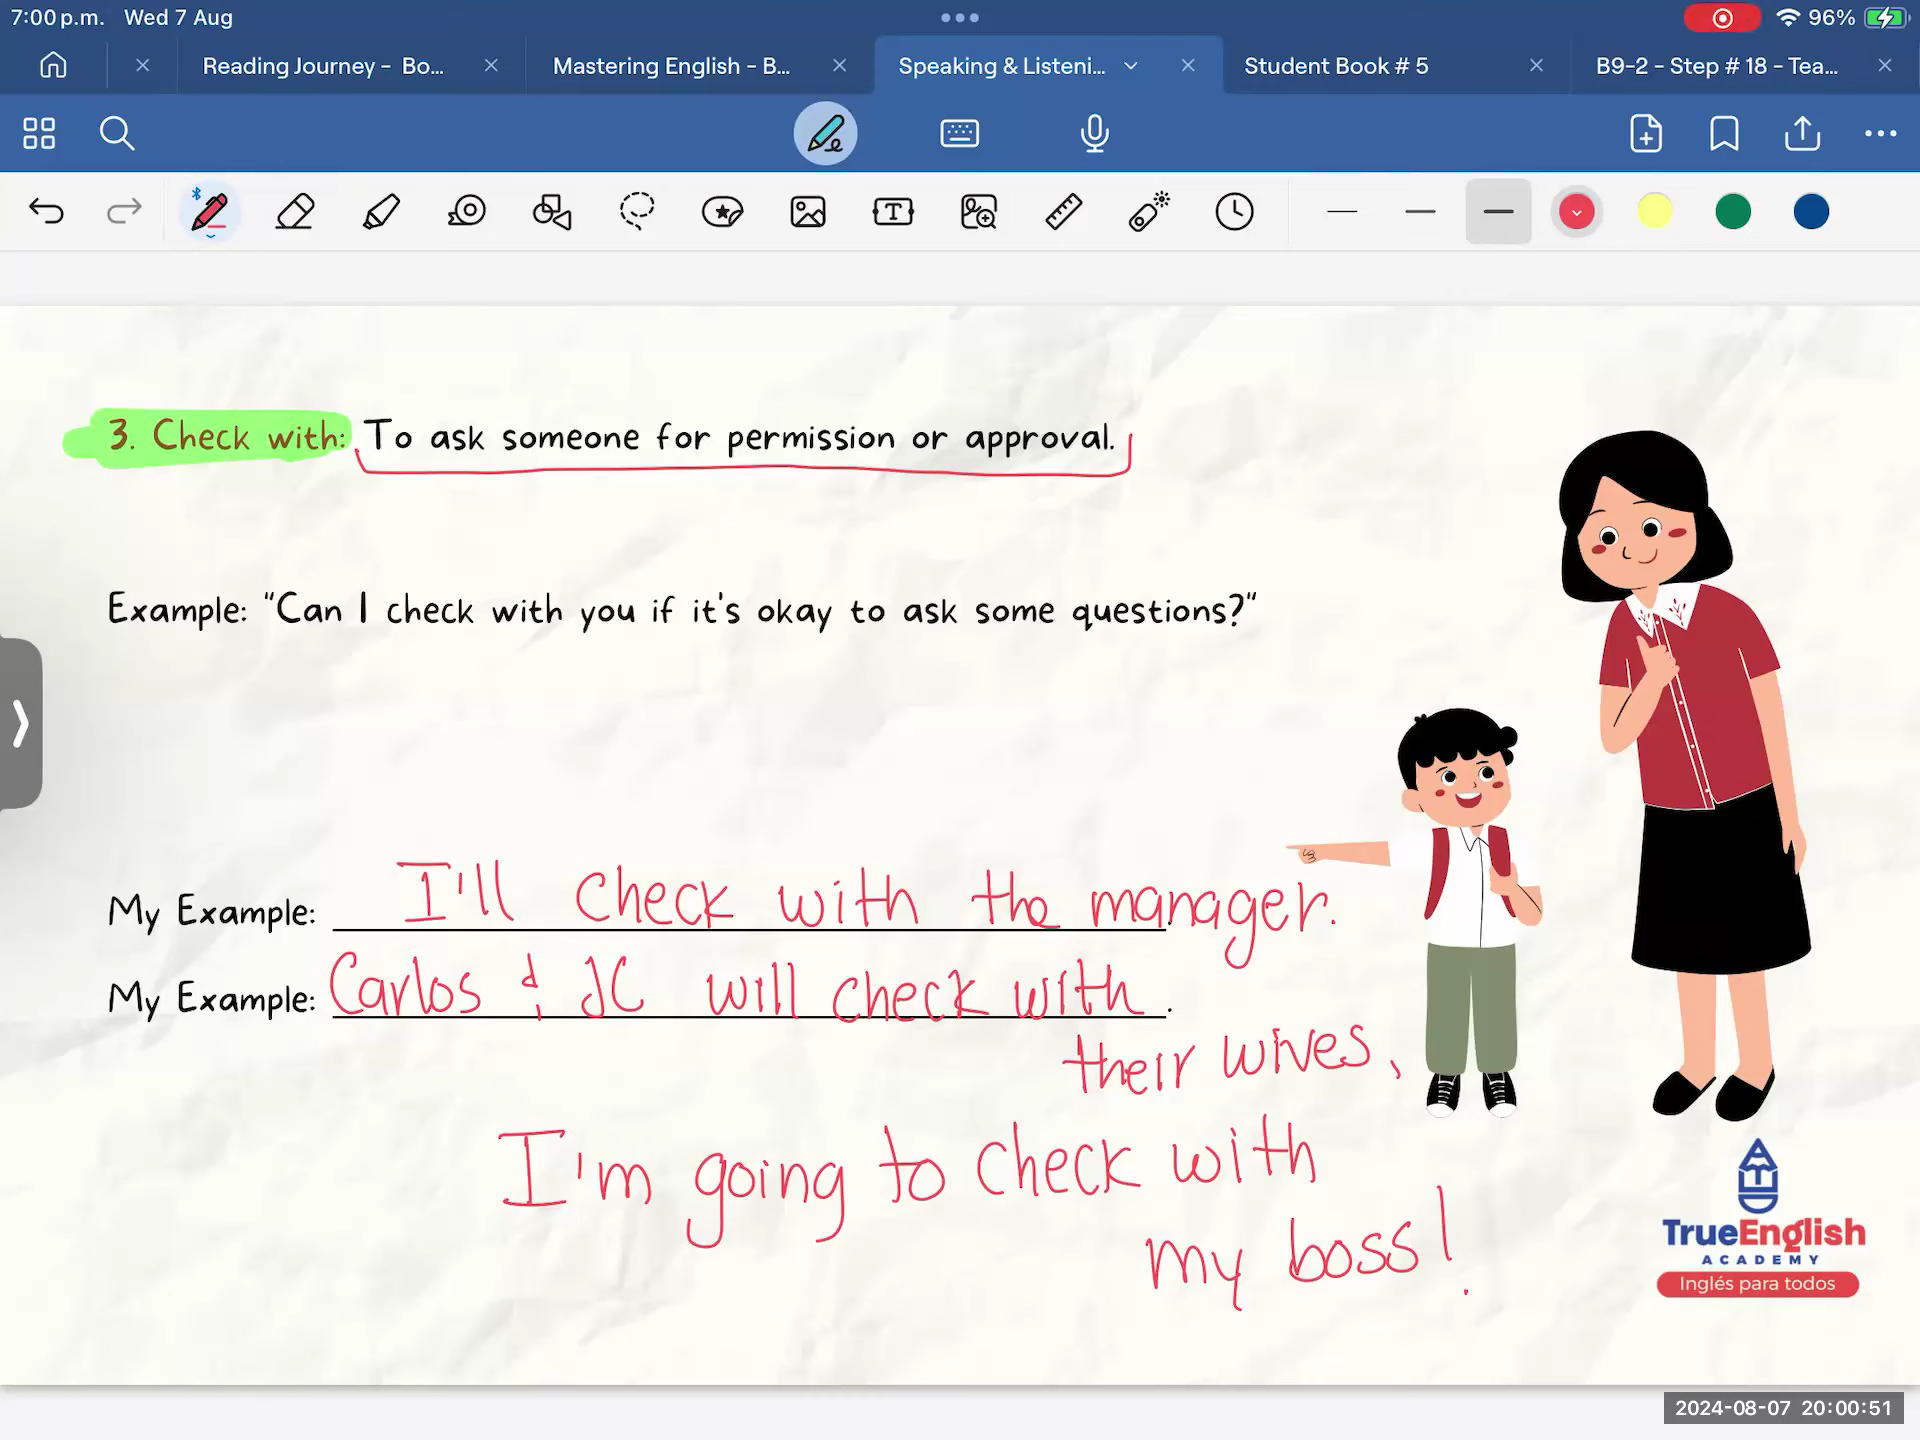 7:00 p.m. Wed 7 Aug
96%
Reading Journey - Bo...
Mastering English - B...
Speaking & Listeni...
Student Book # 5
B9-2 - Step # 18 - Tea...
3. Check with: To ask someone for permission or approval.
Example: "Can I check with you if it's okay to ask some questions?"
My Example: I'll check with the manager.
My Example: Carlos & JC will check with.
their wives,
I'm going to check with
my boss!
TrueEnglish
ACADEMY
Inglés para todos
2024-08-07 20:00:51